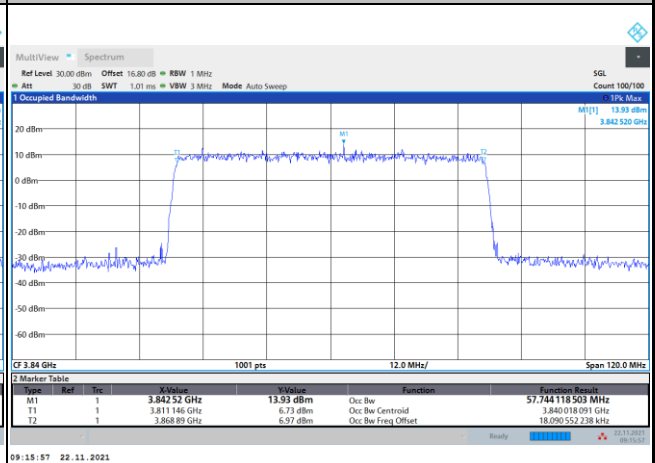 MultiView Spectrum
Ref Level 30.00 dBm Offset 16.80 dB RBW 1 MHz SGL
Att 30 dB SWT 1.01 ms VBW 3 MHz Mode Auto Sweep Count 100/100
1 Occupied Bandwidth 1Pk Max
M1[1] 13.93 dBm
3.842 520 GHz
M1
T1
T2
20 dBm
10 dBm
0 dBm
-10 dBm
-20 dBm
-30 dBm
-40 dBm
-50 dBm
-60 dBm
CF 3.84 GHz 1001 pts 12.0 MHz/ Span 120.0 MHz
2 Marker Table
Type Ref Trc X-Value Y-Value Function Function Result
M1 1 3.842 52 GHz 13.93 dBm Occ Bw 57.744 118 503 MHz
T1 1 3.811 146 GHz 6.73 dBm Occ Bw Centroid 3.840 018 091 GHz
T2 1 3.868 89 GHz 6.97 dBm Occ Bw Freq Offset 18.090 552 238 kHz
Ready 22.11.2021
09:15:57
09:15:57 22.11.2021